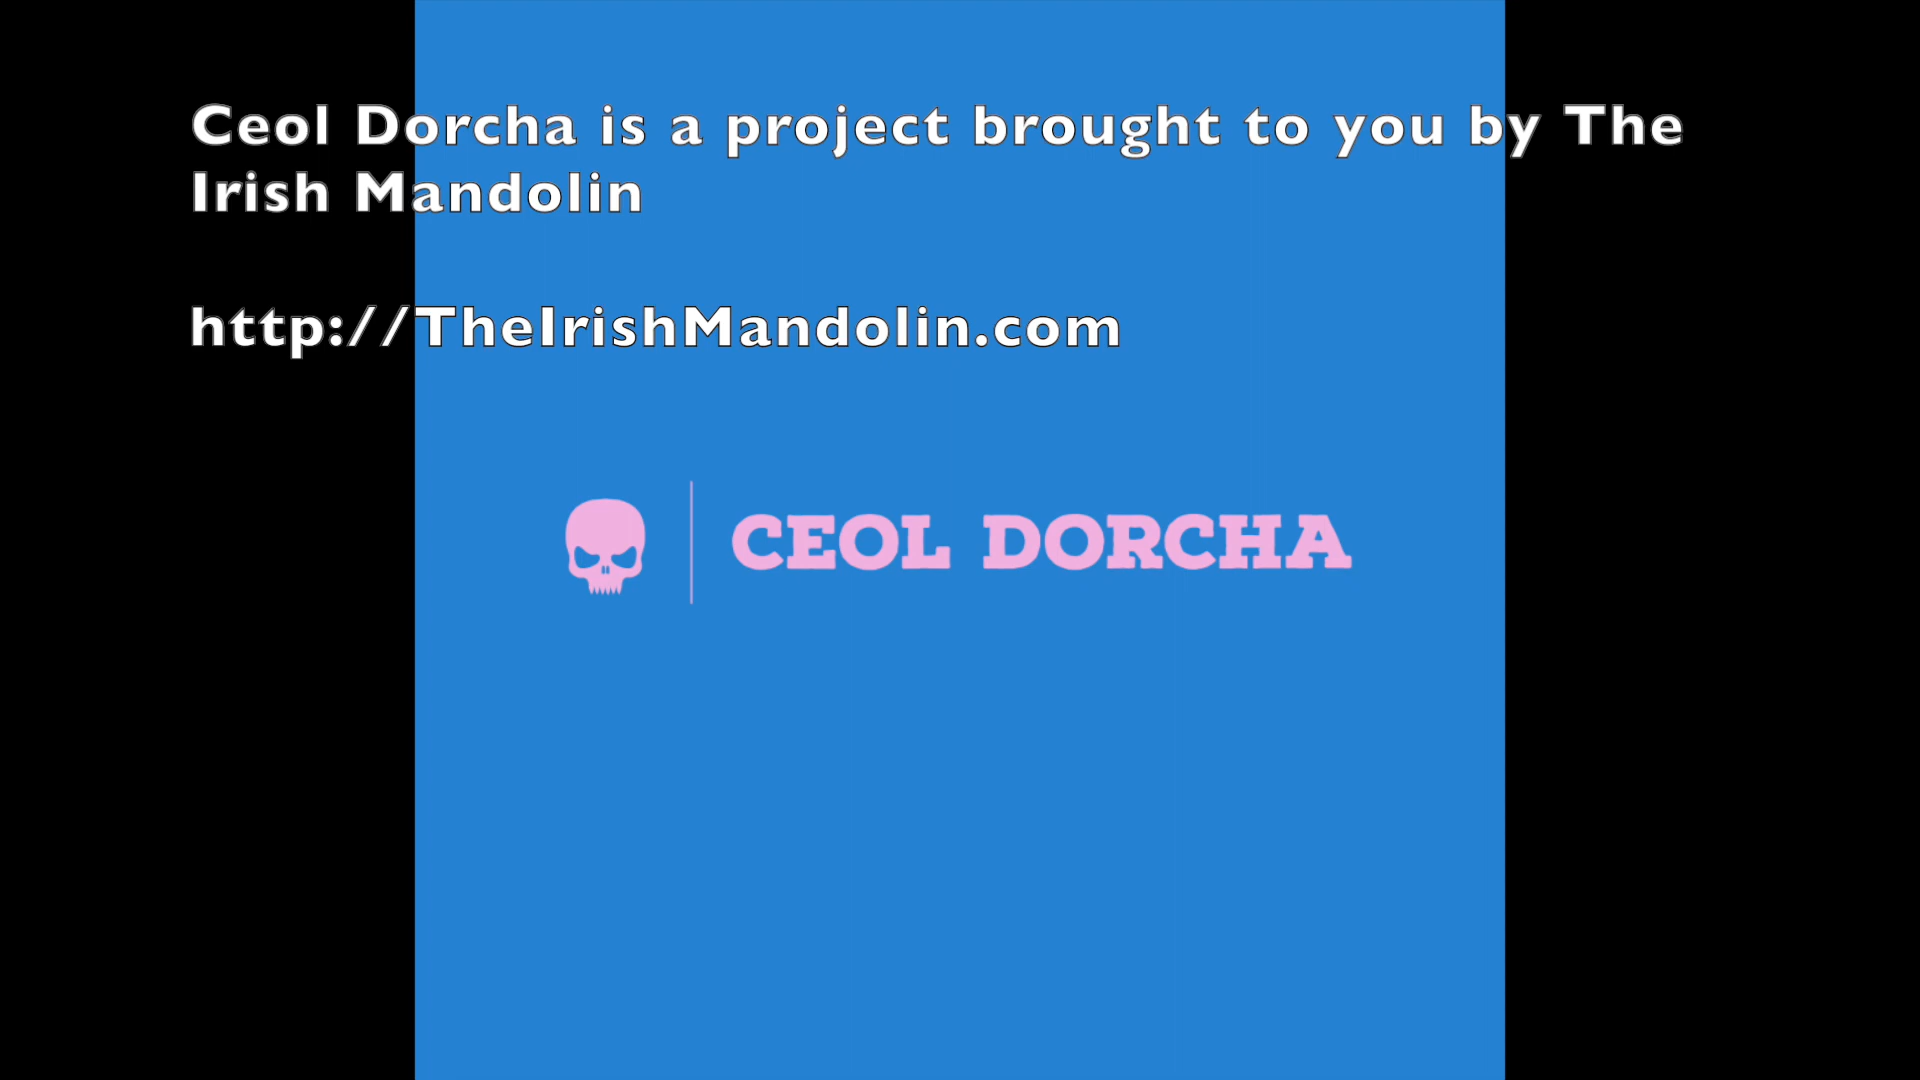 Ceol Dorcha is a project brought to you by The
Irish Mandolin
http://TheIrishMandolin.com
CEOL DORCHA